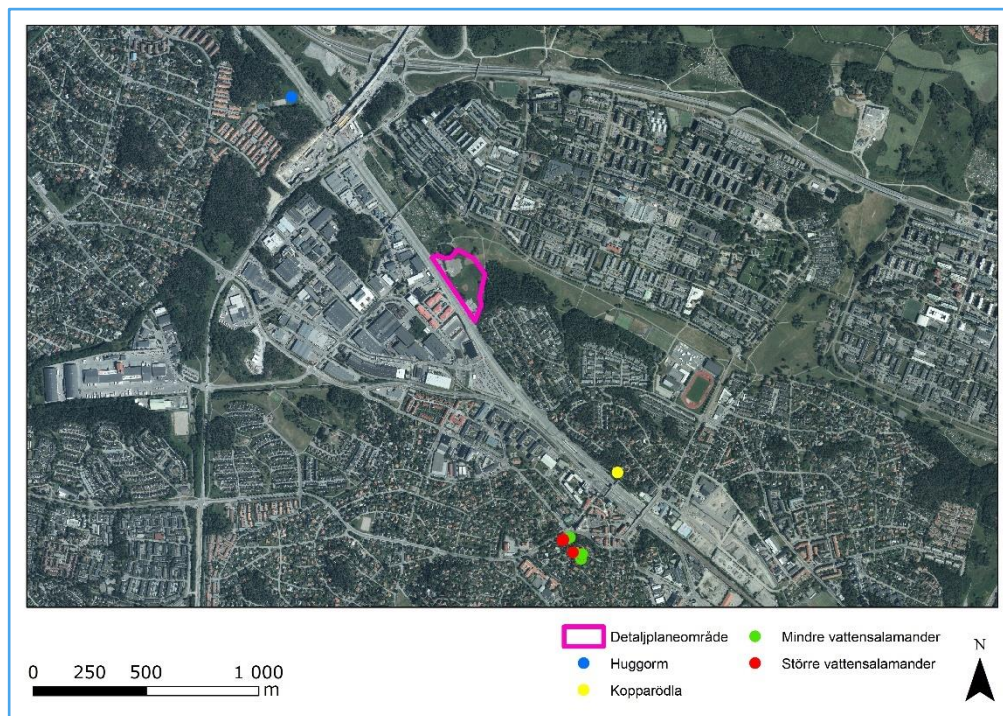 Detaljplaneområde
Mindre vattensalamander
Huggorm
Större vattensalamander
Kopparödla
N
0 250 500 1 000
m